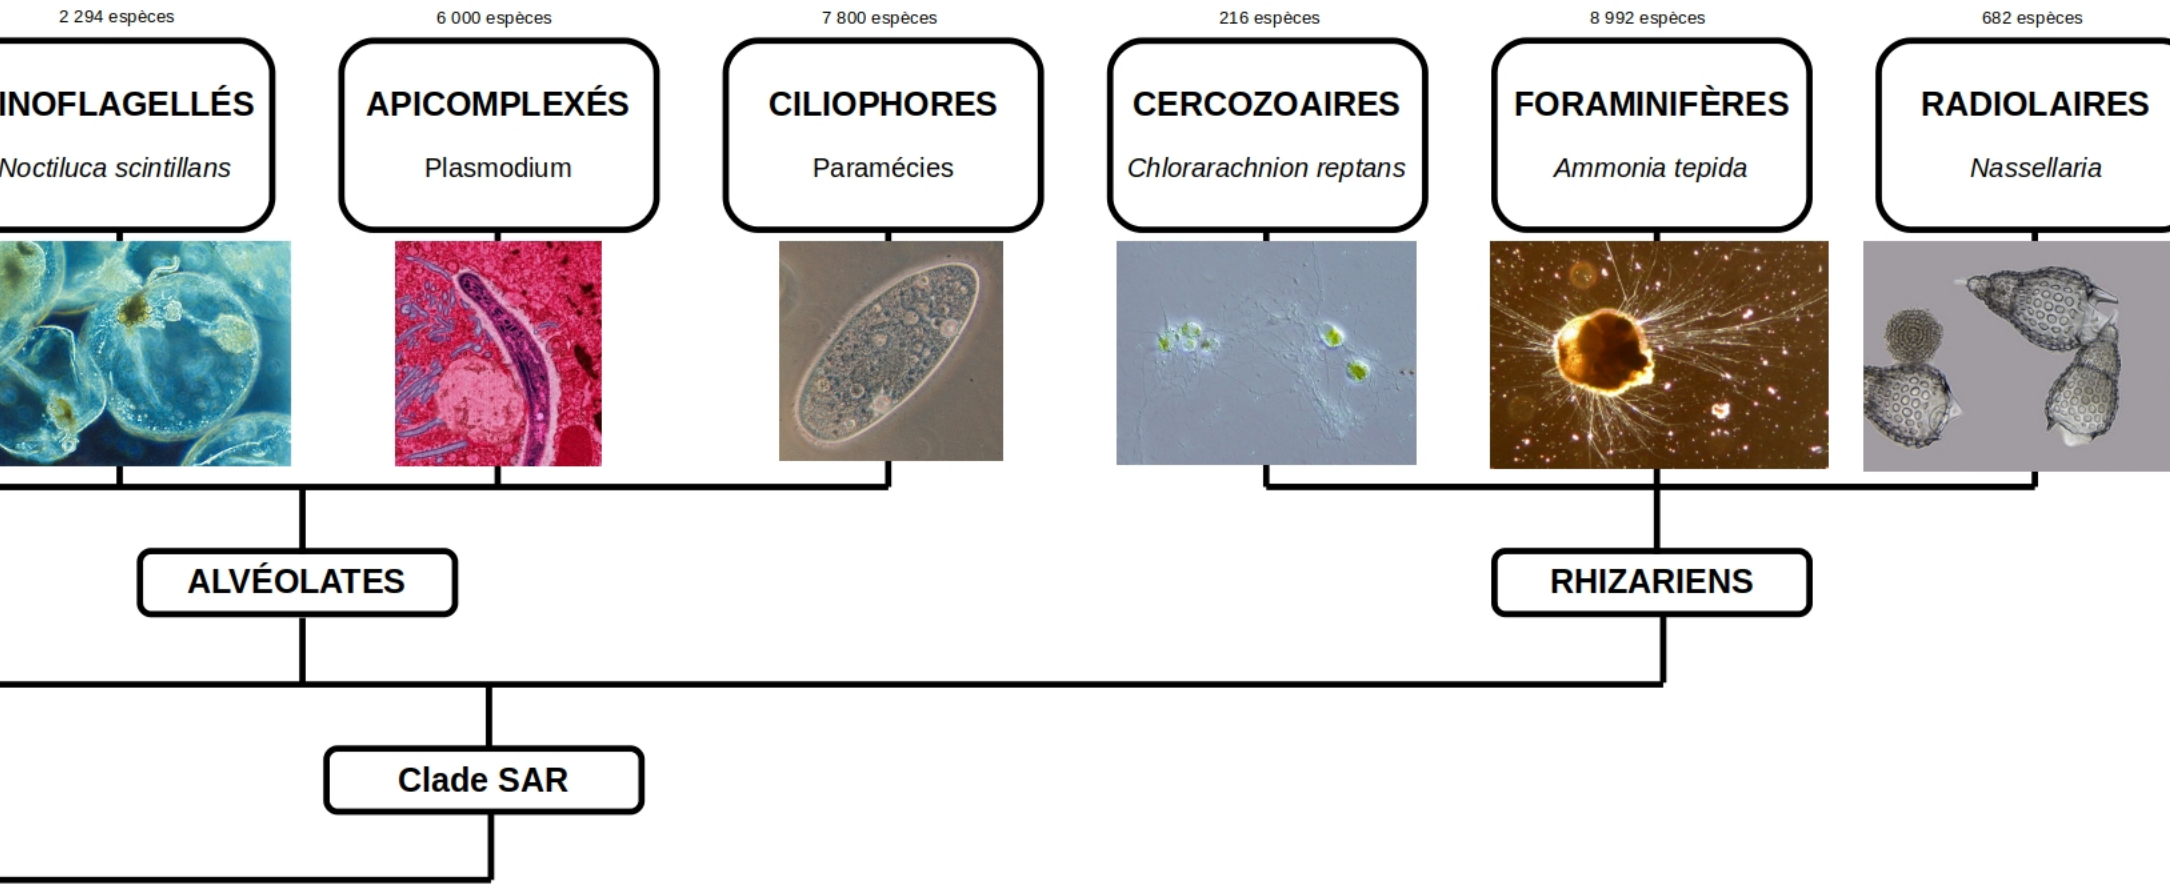 2 294 espèces
6 000 espèces
7 800 espèces
216 espèces
8 992 espèces
682 espèces
INOFLAGELLÉS
APICOMPLEXÉS
CILIOPHORES
CERCOZOAIRES
FORAMINIFÈRES
RADIOLAIRES
Noctiluca scintillans
Plasmodium
Paramécies
Chlorarachnion reptans
Ammonia tepida
Nassellaria
ALVÉOLATES
RHIZARIENS
Clade SAR